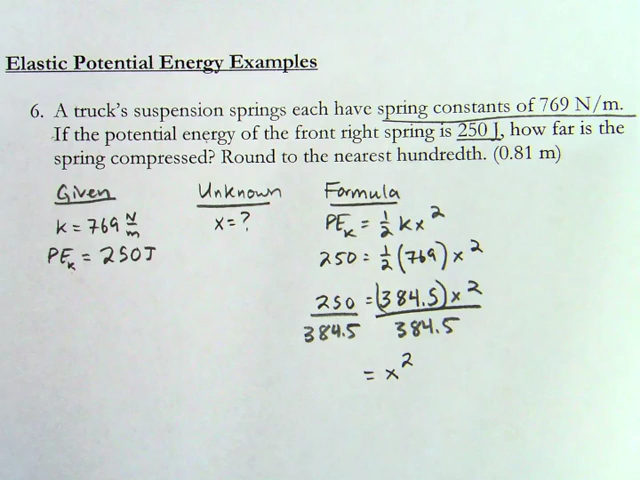 Elastic Potential Energy Examples
6. A truck's suspension springs each have spring constants of 769 N/m.
If the potential energy of the front right spring is 250 J, how far is the
spring compressed? Round to the nearest hundredth. (0.81 m)
Given Unknown Formula
k = 769 N/m x = ? PEk = 1/2 kx²
PEk = 250J 250 = 1/2 (769) x²
250/384.5 = (384.5)x²/384.5
= x²